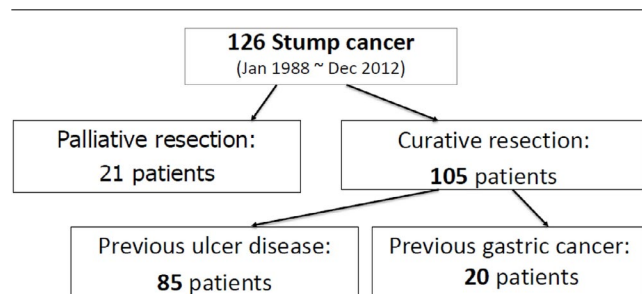 126 Stump cancer
(Jan 1988 ~ Dec 2012)
Palliative resection:
21 patients
Curative resection:
105 patients
Previous ulcer disease:
85 patients
Previous gastric cancer:
20 patients